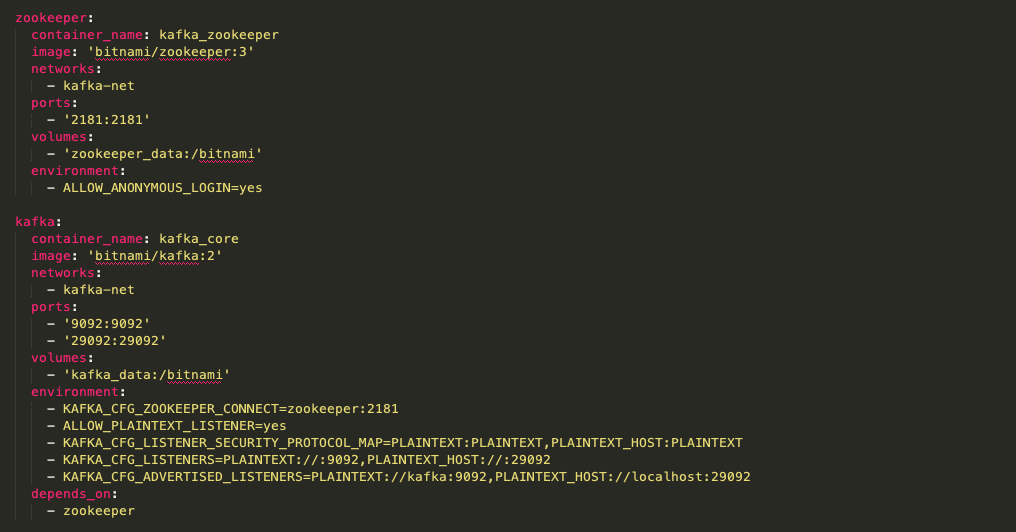 zookeeper:
container_name: kafka_zookeeper
image: 'bitnami/zookeeper:3'
networks:
- kafka-net
ports:
- '2181:2181'
volumes:
- 'zookeeper_data:/bitnami'
environment:
- ALLOW_ANONYMOUS_LOGIN=yes
kafka:
container_name: kafka_core
image: 'bitnami/kafka:2'
networks:
- kafka-net
ports:
- '9092:9092'
- '29092:29092'
volumes:
- 'kafka_data:/bitnami'
environment:
- KAFKA_CFG_ZOOKEEPER_CONNECT=zookeeper:2181
- ALLOW_PLAINTEXT_LISTENER=yes
- KAFKA_CFG_LISTENER_SECURITY_PROTOCOL_MAP=PLAINTEXT:PLAINTEXT,PLAINTEXT_HOST:PLAINTEXT
- KAFKA_CFG_LISTENERS=PLAINTEXT://:9092,PLAINTEXT_HOST://:29092
- KAFKA_CFG_ADVERTISED_LISTENERS=PLAINTEXT://kafka:9092,PLAINTEXT_HOST://localhost:29092
depends_on:
- zookeeper